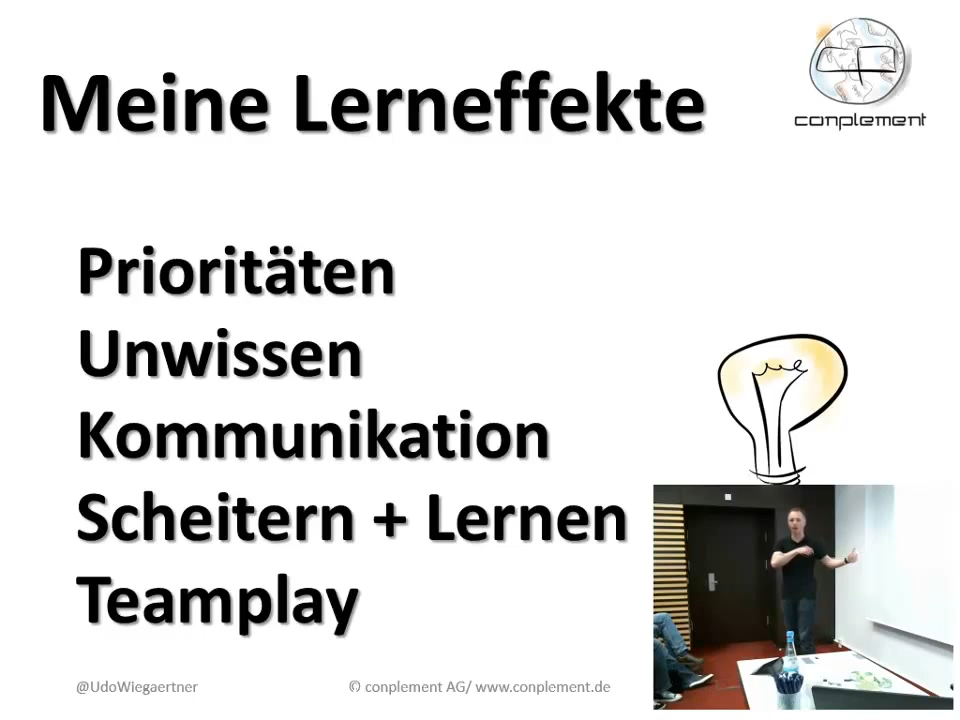 Meine Lerneffekte
conplement
Prioritäten
Unwissen
Kommunikation
Scheitern + Lernen
Teamplay
@UdoWiegaertner
© conplement AG/ www.conplement.de